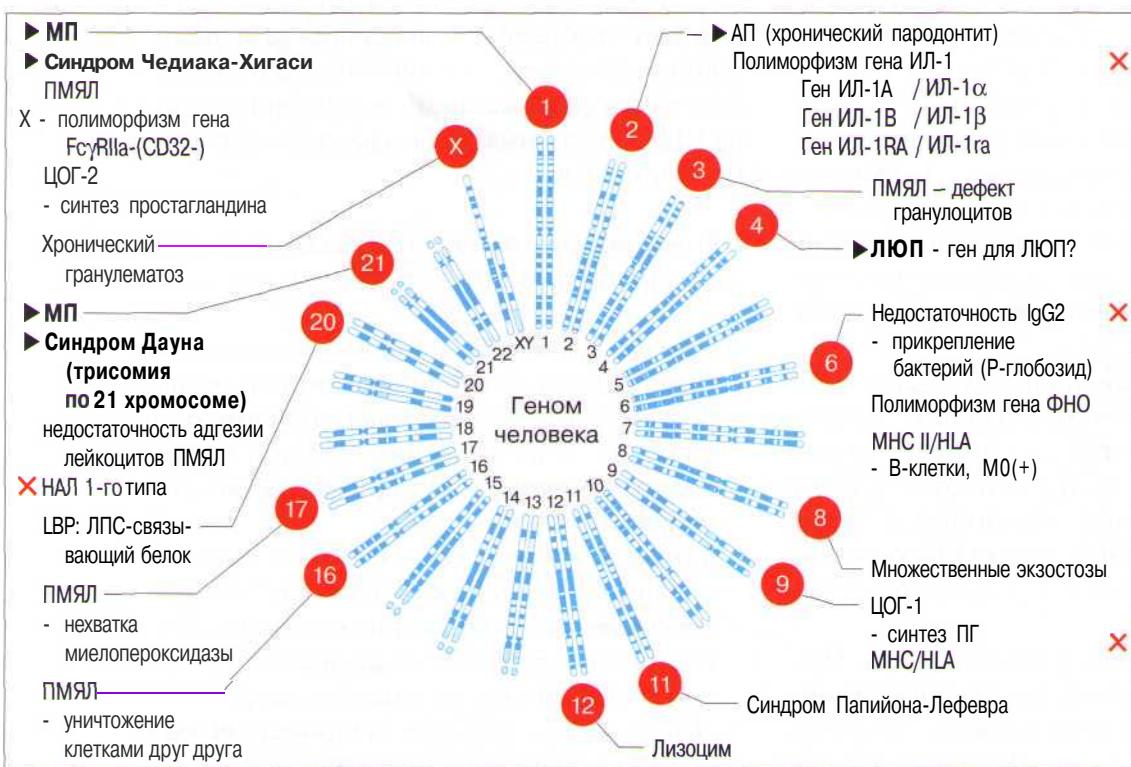 ▶ МП
▶ Синдром Чедиака-Хигаси
ПМЯЛ
X - полиморфизм гена
FcγRIIa-(CD32-)
ЦОГ-2
- синтез простагландина
Хронический
гранулематоз
▶ МП
▶ Синдром Дауна
(трисомия
по 21 хромосоме)
недостаточность адгезии
лейкоцитов ПМЯЛ
✕ НАЛ 1-го типа
LBP: ЛПС-связы-
вающий белок
ПМЯЛ
- нехватка
миелопероксидазы
ПМЯЛ
- уничтожение
клетками друг друга
▶ АП (хронический пародонтит)
Полиморфизм гена ИЛ-1 ✕
Ген ИЛ-1А / ИЛ-1α
Ген ИЛ-1В / ИЛ-1β
Ген ИЛ-1RA / ИЛ-1ra
ПМЯЛ – дефект
гранулоцитов
▶ ЛЮП - ген для ЛЮП?
Недостаточность IgG2 ✕
- прикрепление
бактерий (Р-глобозид)
Полиморфизм гена ФНО
МНС II/HLA
- В-клетки, М0(+)
Множественные экзостозы
ЦОГ-1
- синтез ПГ
МНС/HLA ✕
Синдром Папийона-Лефевра
Лизоцим
1
2
3
4
6
8
9
11
12
16
17
20
21
X
Геном
человека
XY 1 2 3 4 5 6 7 8 9 10 11 12 13 14 15 16 17 18 19 20 21 22